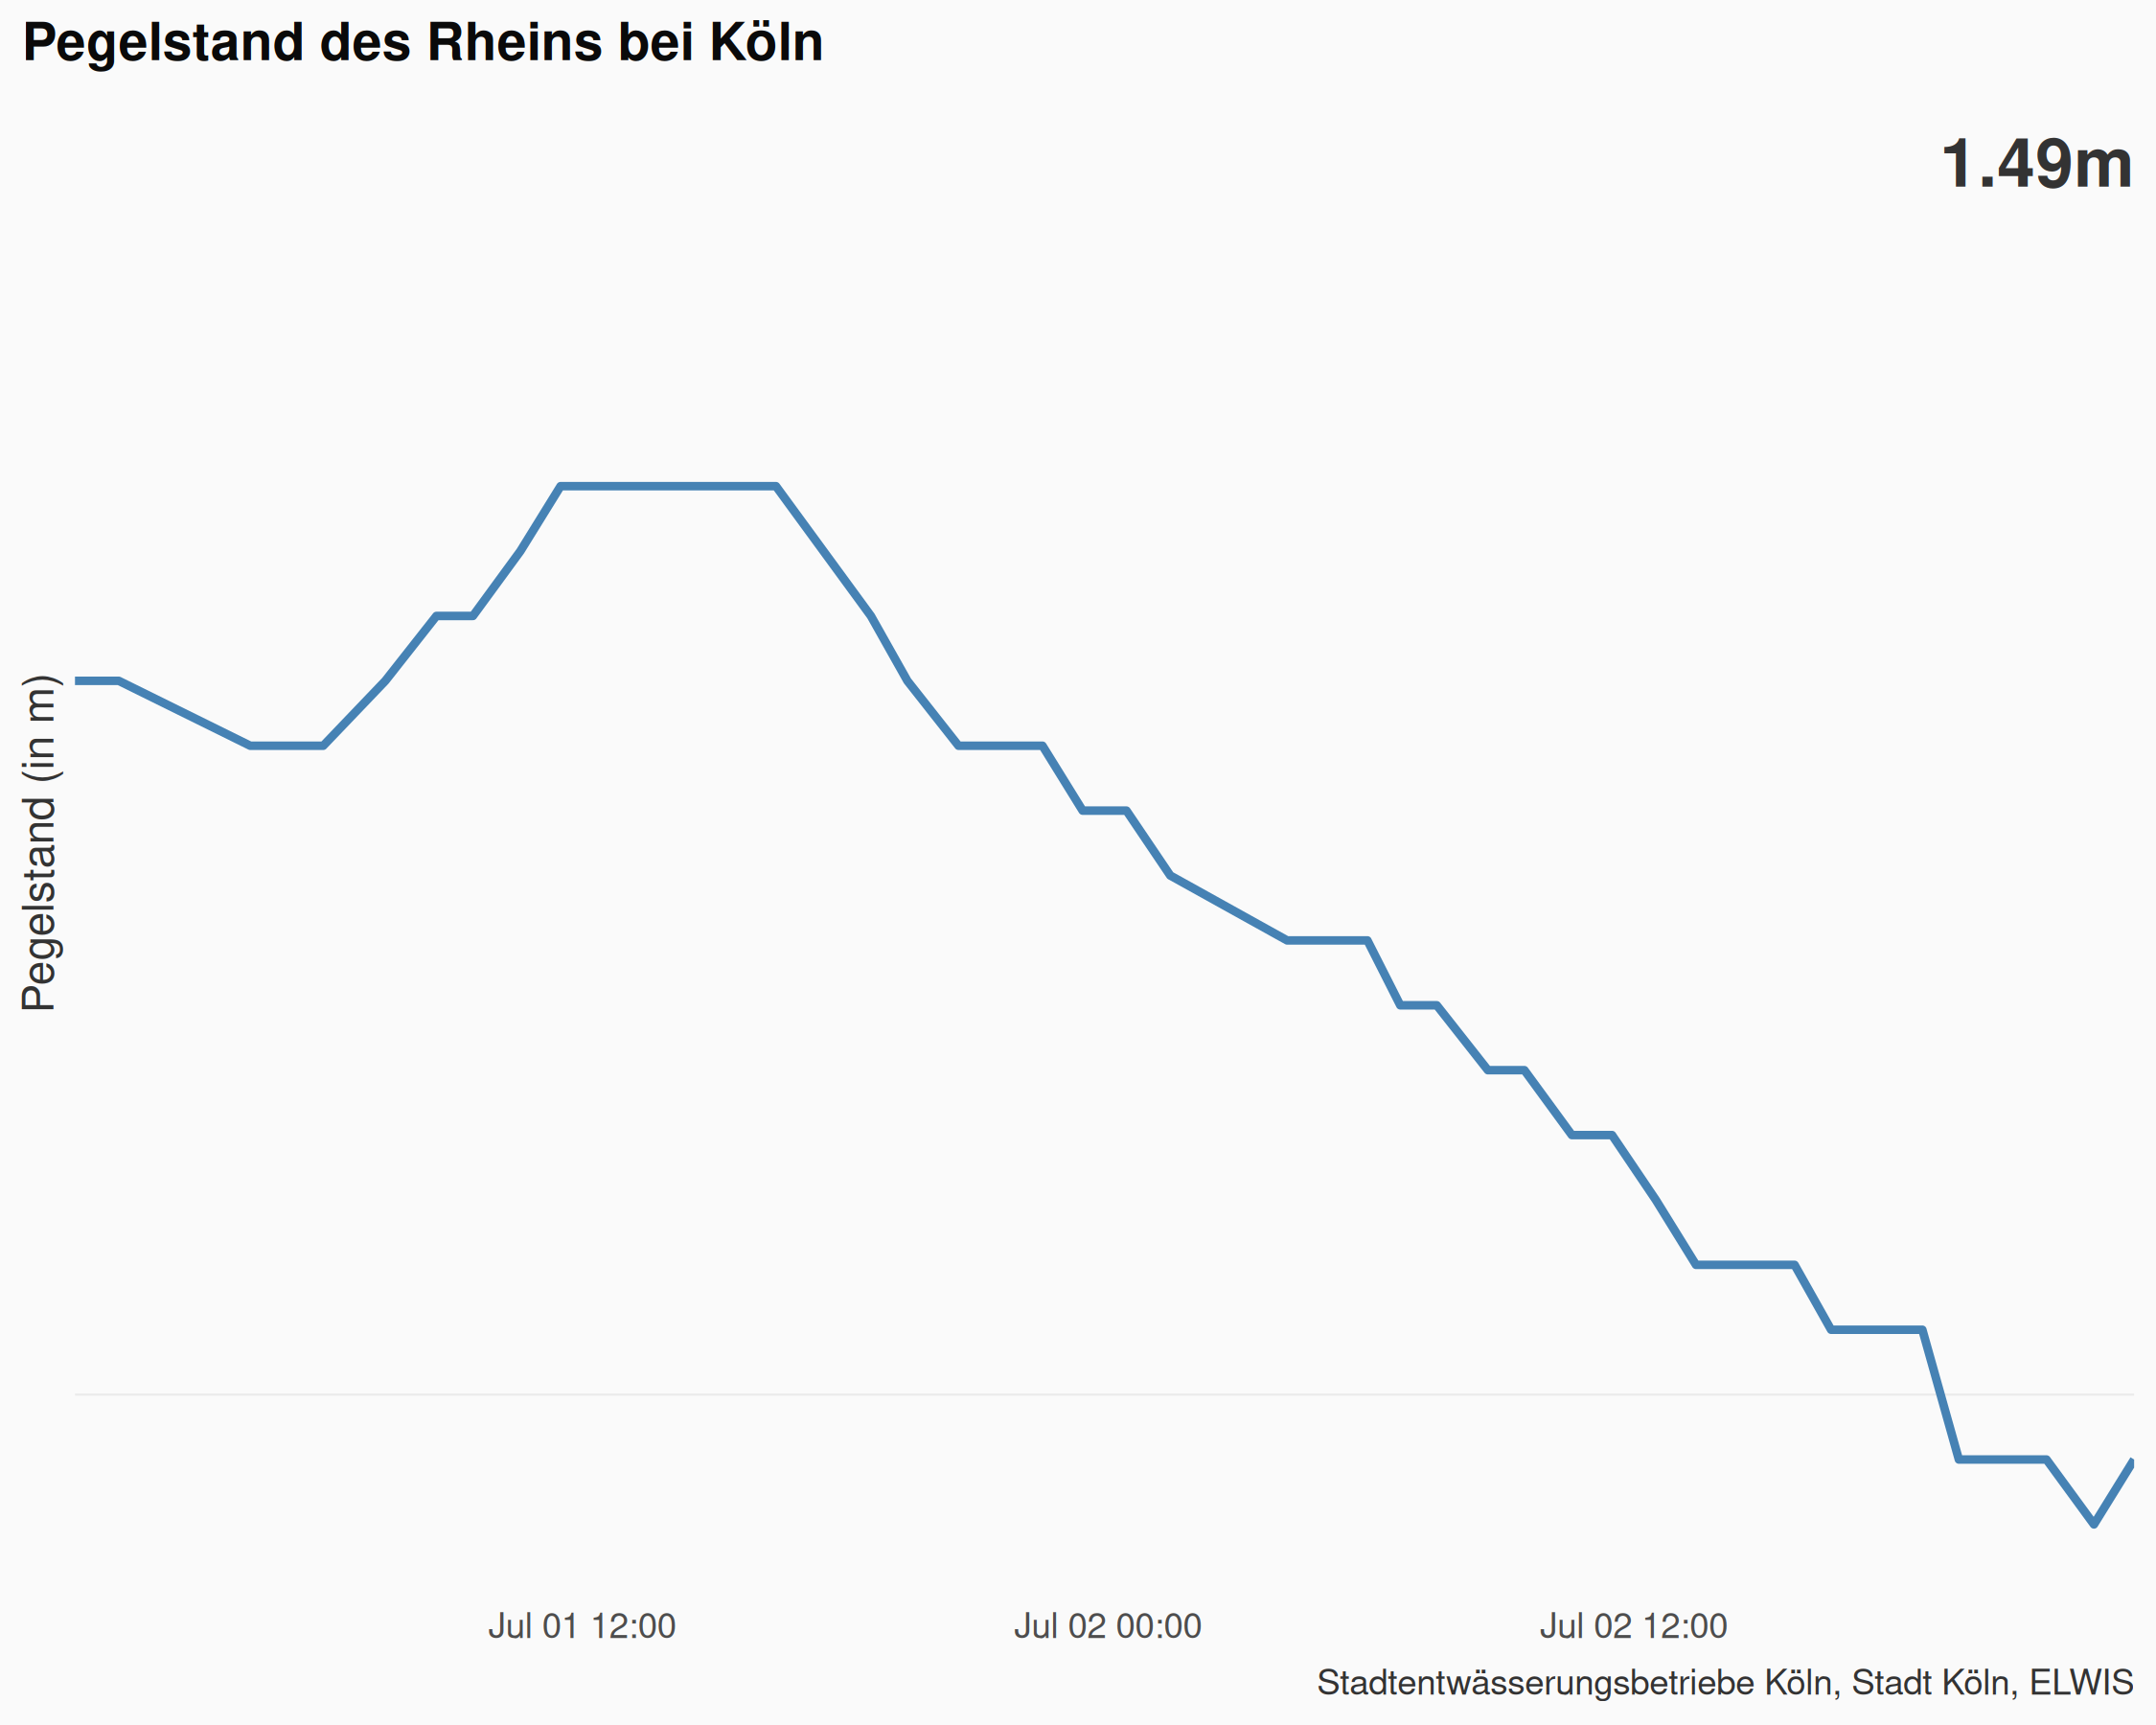 Pegelstand des Rheins bei Köln
1.49m
Pegelstand (in m)
Jul 01 12:00
Jul 02 00:00
Jul 02 12:00
Stadtentwässerungsbetriebe Köln, Stadt Köln, ELWIS